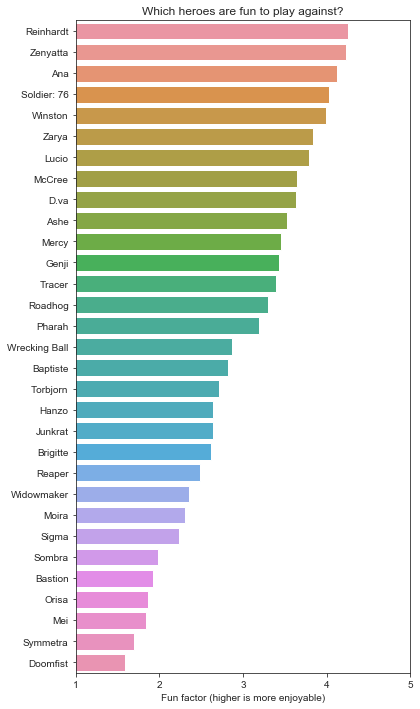 Which heroes are fun to play against?
Reinhardt
Zenyatta
Ana
Soldier: 76
Winston
Zarya
Lucio
McCree
D.va
Ashe
Mercy
Genji
Tracer
Roadhog
Pharah
Wrecking Ball
Baptiste
Torbjorn
Hanzo
Junkrat
Brigitte
Reaper
Widowmaker
Moira
Sigma
Sombra
Bastion
Orisa
Mei
Symmetra
Doomfist
1 2 3 4 5
Fun factor (higher is more enjoyable)